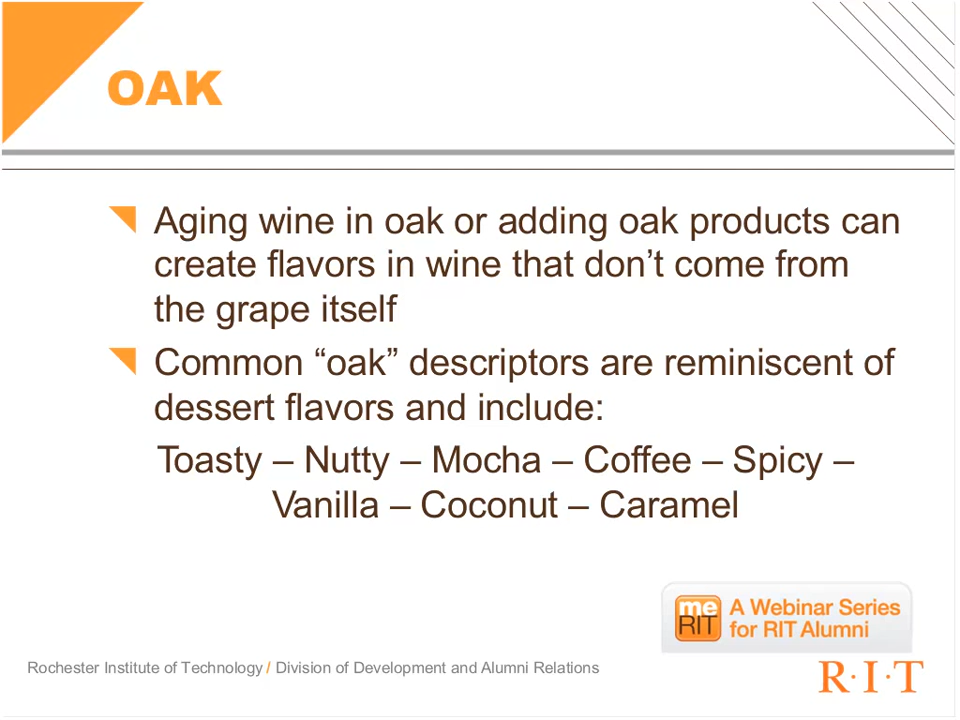 OAK
Aging wine in oak or adding oak products can
create flavors in wine that don’t come from
the grape itself
Common “oak” descriptors are reminiscent of
dessert flavors and include:
Toasty – Nutty – Mocha – Coffee – Spicy –
Vanilla – Coconut – Caramel
me
RIT
A Webinar Series
for RIT Alumni
Rochester Institute of Technology / Division of Development and Alumni Relations
R·I·T